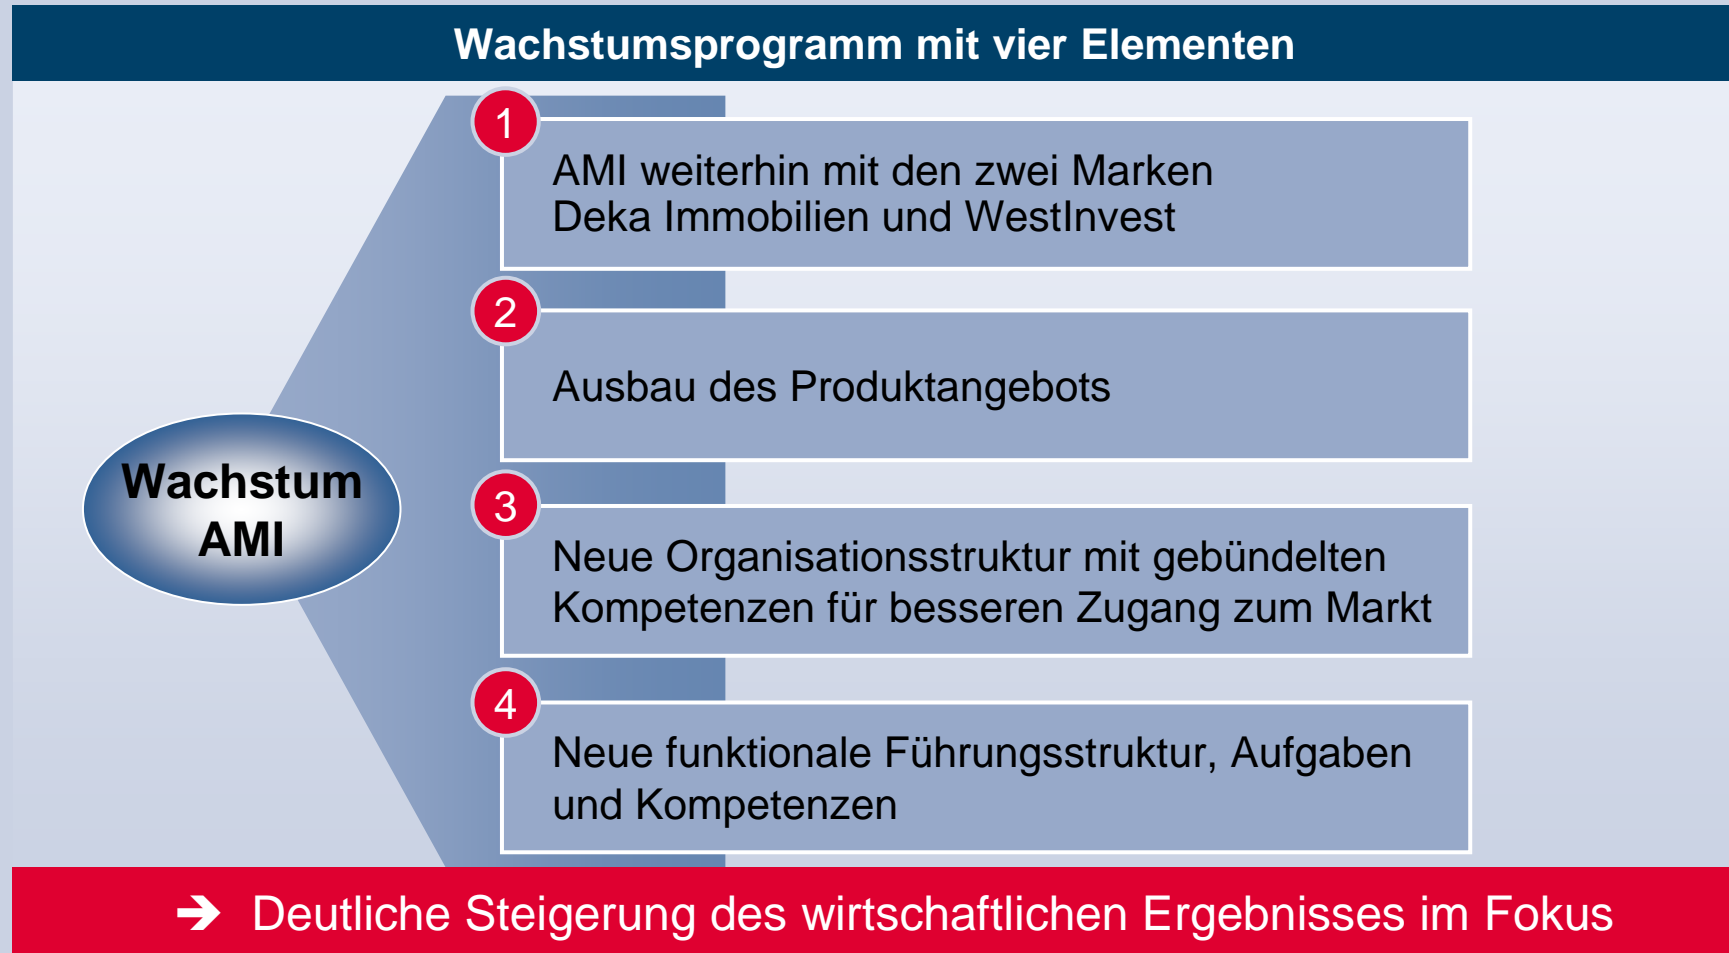 Wachstumsprogramm mit vier Elementen
1
AMI weiterhin mit den zwei Marken
Deka Immobilien und WestInvest
2
Ausbau des Produktangebots
Wachstum
AMI
3
Neue Organisationsstruktur mit gebündelten
Kompetenzen für besseren Zugang zum Markt
4
Neue funktionale Führungsstruktur, Aufgaben
und Kompetenzen
➔ Deutliche Steigerung des wirtschaftlichen Ergebnisses im Fokus